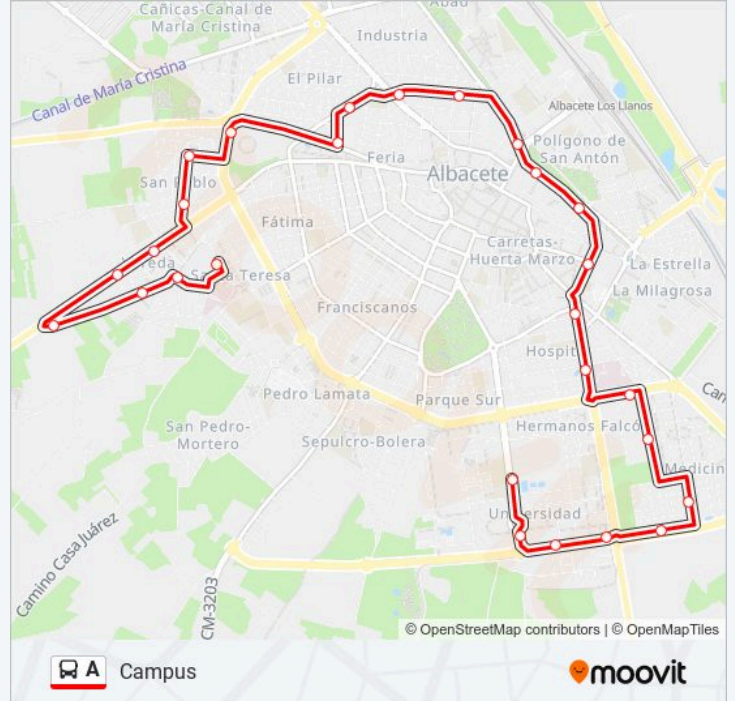 Cañicas-Canal de
María Cristina
Abad
Industria
El Pilar
Canal de María Cristina
Albacete Los Llanos
Feria
Polígono de
San Antón
Albacete
San Pablo
Fátima
Carretas-
Huerta Marzo
La Estrella
Santa Teresa
La Milagrosa
Franciscanos
Hospit
Pedro Lamata
Parque Sur
San Pedro-
Mortero
Hermanos Falcó
Sepulcro-Bolera
Medicin
Universidad
Camino Casa Juárez
CM-3203
© OpenStreetMap contributors | © OpenMapTiles
A Campus
moovit